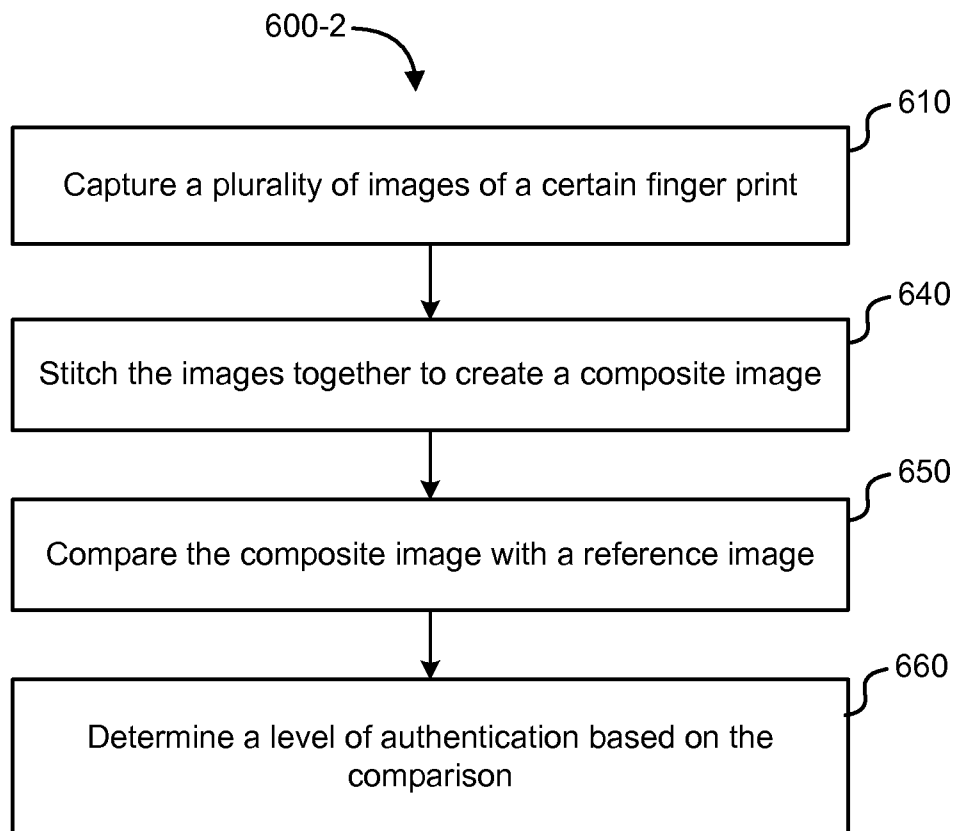 600-2
610
Capture a plurality of images of a certain finger print
640
Stitch the images together to create a composite image
650
Compare the composite image with a reference image
660
Determine a level of authentication based on the
comparison